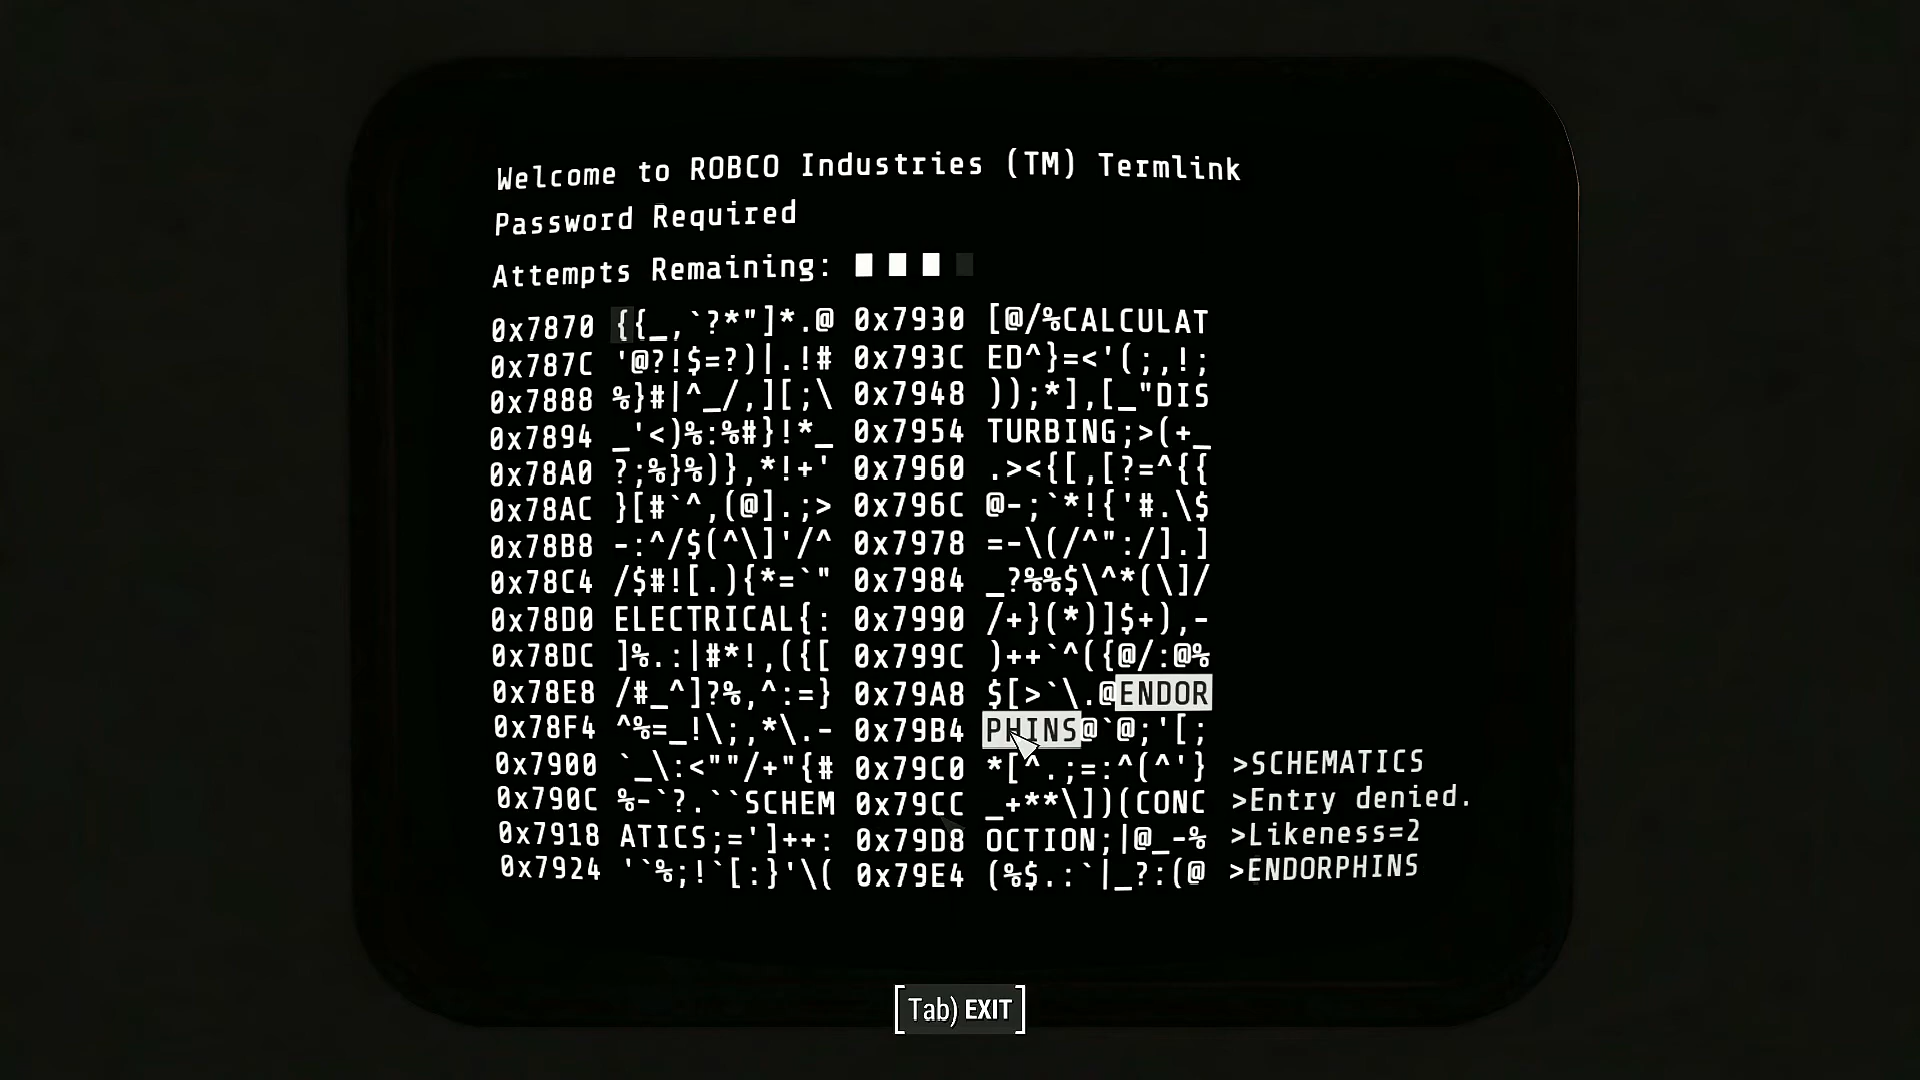 Welcome to ROBCO Industries (TM) Termlink
Password Required
Attempts Remaining:
0x7870 {{_,`?*"]*.@ 0x7930 [@/%CALCULAT
0x787C '@?!$=?)|.!# 0x793C ED^}=<'(;,!;
0x7888 %}#|^_/,][;\ 0x7948 ));*],[_"DIS
0x7894 _'<)%:%#}!*_ 0x7954 TURBING;>(+_
0x78A0 ?;%}%)},*!+' 0x7960 .><{[,[?=^{{
0x78AC }[#`^,(@].;> 0x796C @-;`*!{'#.\$
0x78B8 -:^/$(^\]'/^ 0x7978 =-\(/^":/].]
0x78C4 /$#![.){*=`" 0x7984 _?%%$\^*(\]/
0x78D0 ELECTRICAL{: 0x7990 /+}(*)]$+),-
0x78DC ]%.:|#*!,({[ 0x799C )++`^({@/:@%
0x78E8 /#_^]?%,^:=} 0x79A8 $[>`\.@ENDOR
0x78F4 ^%=_!\;,*\.- 0x79B4 PHINS@`@;'[;
0x7900 `_\:<""/+"{# 0x79C0 *[^.;=:^(^'} >SCHEMATICS
0x790C %-`?.``SCHEM 0x79CC _+**\])(CONC >Entry denied.
0x7918 ATICS;=']++: 0x79D8 OCTION;|@_-% >Likeness=2
0x7924 '`%;!`[:}'\( 0x79E4 (%$.:`|_?:(@ >ENDORPHINS
[Tab) EXIT]